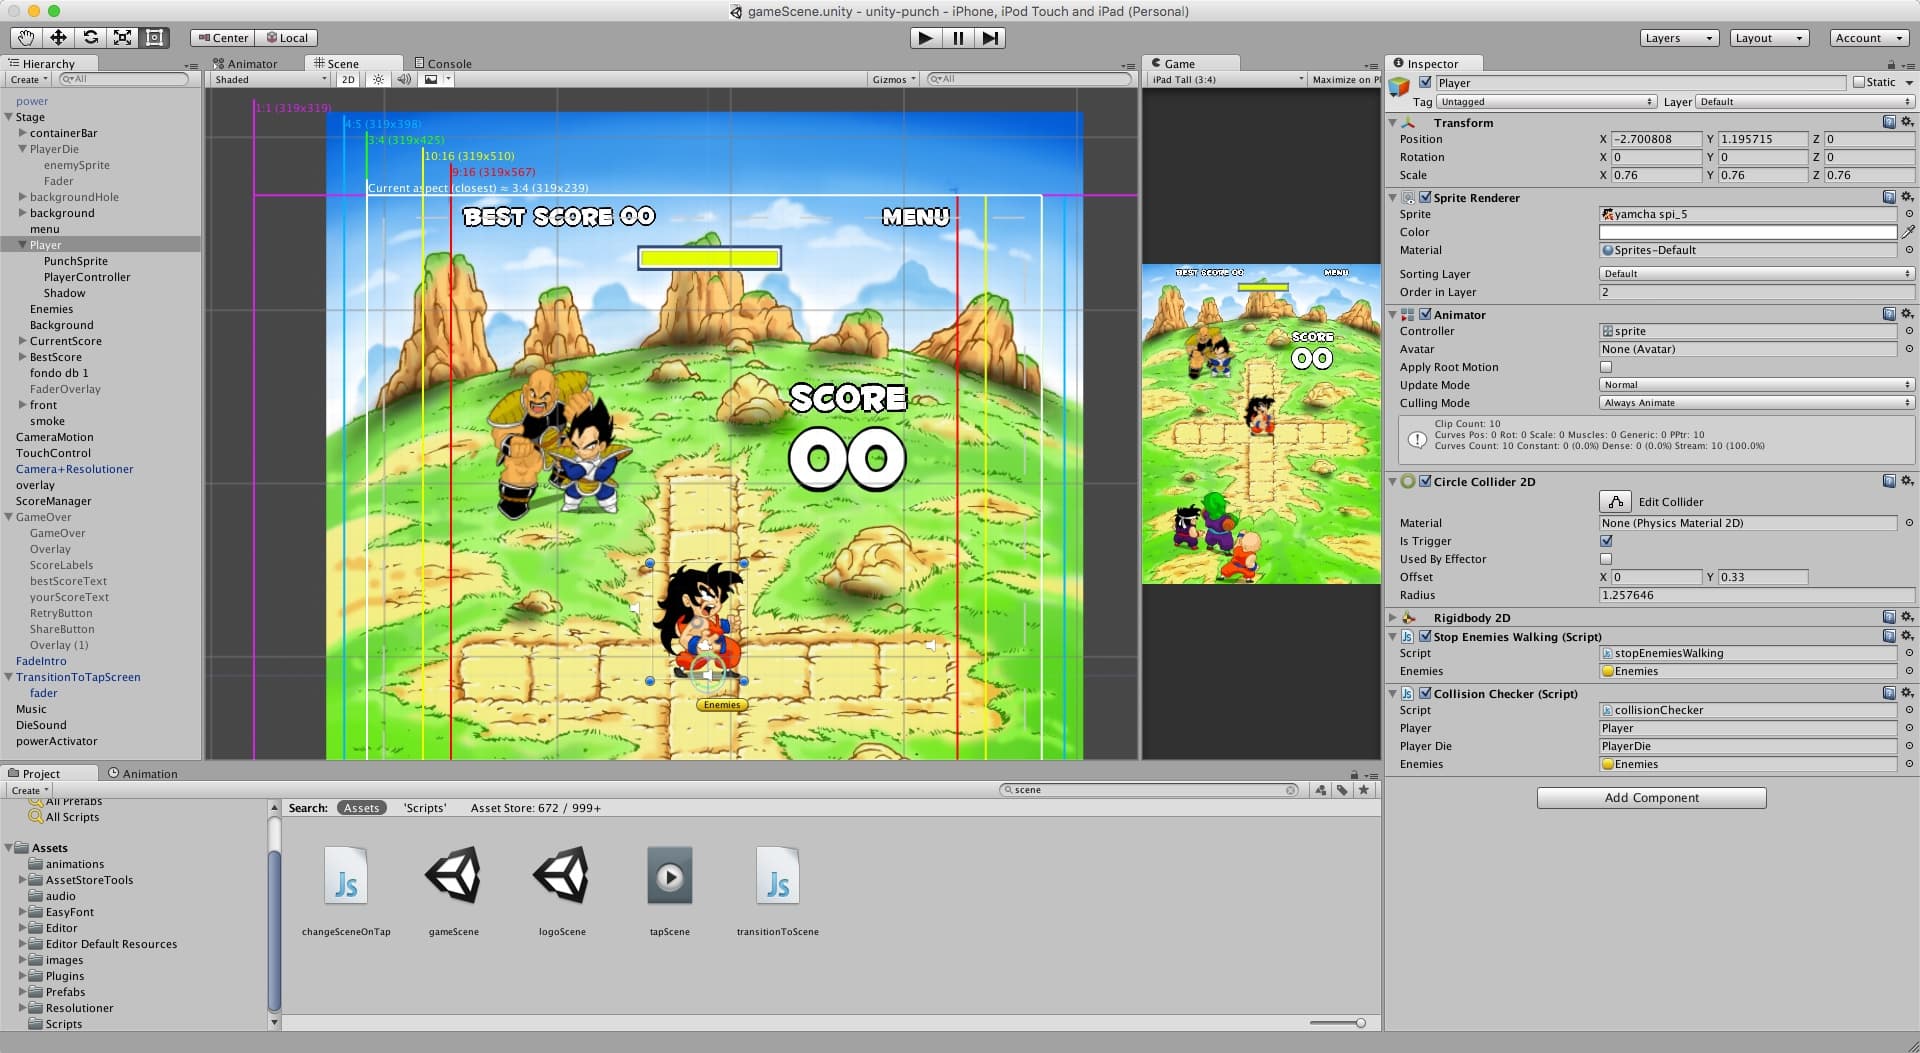 gameScene.unity - unity-punch - iPhone, iPod Touch and iPad (Personal)
Center Local
Layers Layout Account
Hierarchy
Create All
power
Stage
containerBar
PlayerDie
enemySprite
Fader
backgroundHole
background
menu
Player
PunchSprite
PlayerController
Shadow
Enemies
Background
CurrentScore
BestScore
fondo db 1
FaderOverlay
front
smoke
CameraMotion
TouchControl
Camera+Resolutioner
overlay
ScoreManager
GameOver
GameOver
Overlay
ScoreLabels
bestScoreText
yourScoreText
RetryButton
ShareButton
Overlay (1)
FadeIntro
TransitionToTapScreen
fader
Music
DieSound
powerActivator
Animator Scene Console
Shaded 2D Gizmos All
1:1 (319x319)
4:5 (319x398)
3:4 (319x425)
10:16 (319x510)
9:16 (319x567)
Current aspect (closest) ≈ 3:4 (319x239)
BEST SCORE 00 MENU
SCORE
00
Enemies
Game
iPad Tall (3:4) Maximize on Pl
BEST SCORE 00 MENU
SCORE
00
Inspector
Player Static
Tag Untagged Layer Default
Transform
Position X -2.700808 Y 1.195715 Z 0
Rotation X 0 Y 0 Z 0
Scale X 0.76 Y 0.76 Z 0.76
Sprite Renderer
Sprite yamcha spi_5
Color
Material Sprites-Default
Sorting Layer Default
Order in Layer 2
Animator
Controller sprite
Avatar None (Avatar)
Apply Root Motion
Update Mode Normal
Culling Mode Always Animate
Clip Count: 10
Curves Pos: 0 Rot: 0 Scale: 0 Muscles: 0 Generic: 0 PPtr: 10
Curves Count: 10 Constant: 0 (0.0%) Dense: 0 (0.0%) Stream: 10 (100.0%)
Circle Collider 2D
Edit Collider
Material None (Physics Material 2D)
Is Trigger
Used By Effector
Offset X 0 Y 0.33
Radius 1.257646
Rigidbody 2D
Js Stop Enemies Walking (Script)
Script stopEnemiesWalking
Enemies Enemies
Js Collision Checker (Script)
Script collisionChecker
Player Player
Player Die PlayerDie
Enemies Enemies
Add Component
Project Animation
Create scene
All Prefabs
All Scripts
Assets
animations
AssetStoreTools
audio
EasyFont
Editor
Editor Default Resources
images
Plugins
Prefabs
Resolutioner
Scripts
Search: Assets 'Scripts' Asset Store: 672 / 999+
Js Js
changeSceneOnTap gameScene logoScene tapScene transitionToScene